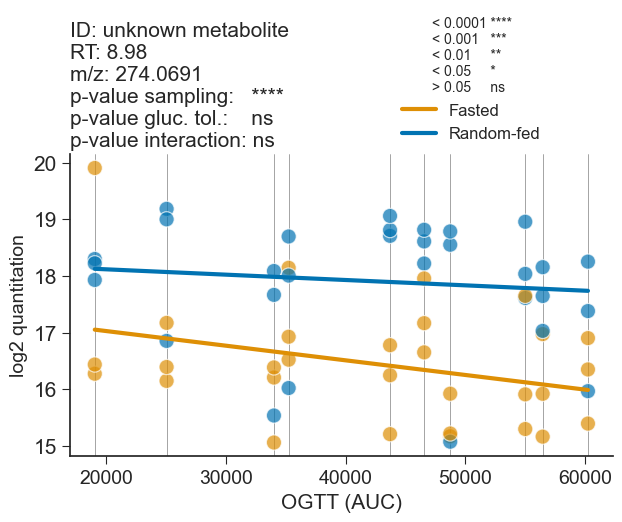 ID: unknown metabolite
RT: 8.98
m/z: 274.0691
p-value sampling: ****
p-value gluc. tol.: ns
p-value interaction: ns
< 0.0001 ****
< 0.001 ***
< 0.01 **
< 0.05 *
> 0.05 ns
Fasted
Random-fed
20
19
18
17
16
15
log2 quantitation
20000
30000
40000
50000
60000
OGTT (AUC)